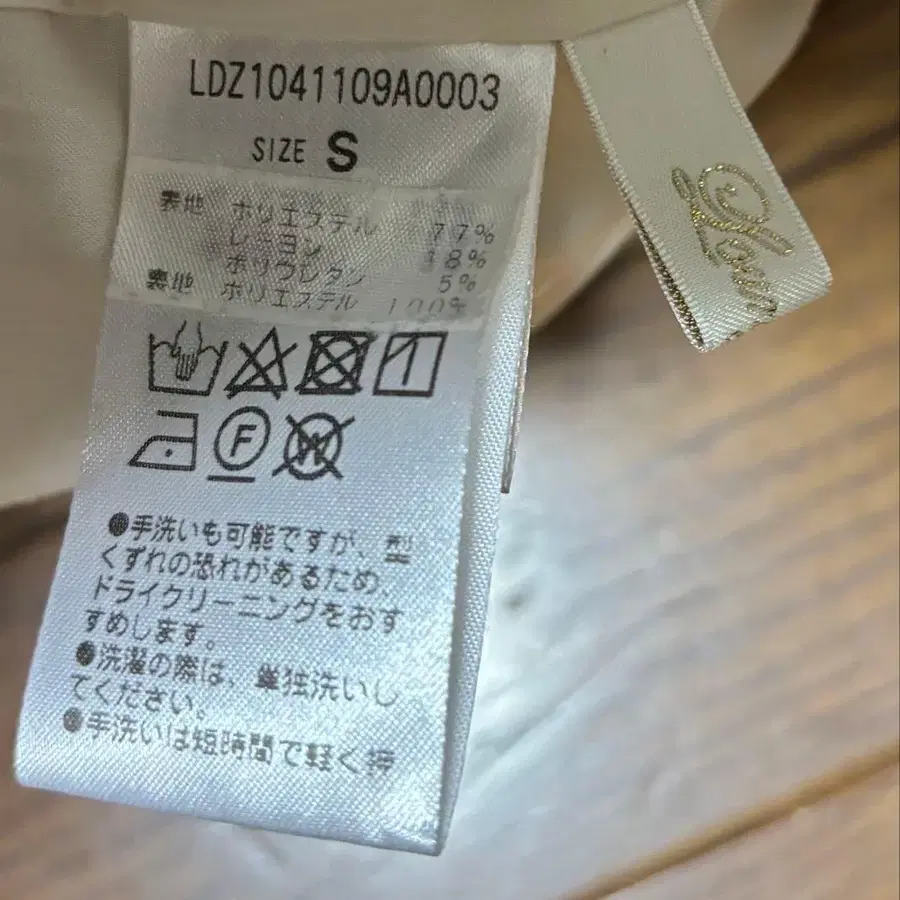 LDZ1041109A0003
SIZE S
表地 ポリエステル 77%
レーヨン 18%
ポリウレタン 5%
裏地 ポリエステル 100%
F
W
●手洗いも可能ですが、型
くずれの恐れがあるため、
ドライクリーニングをおす
すめします。
●洗濯の際は、単独洗いし
てください。
●手洗いは短時間で軽く押